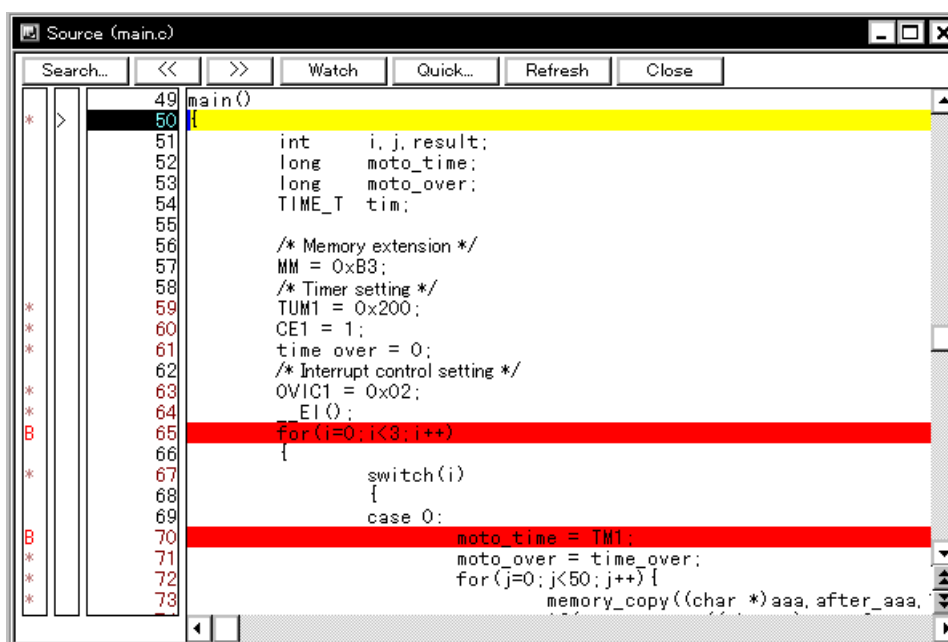 Source (main.c)
Search... << >> Watch Quick... Refresh Close
49 main()
* > 50 {
51 int i, j, result;
52 long moto_time;
53 long moto_over;
54 TIME_T tim;
55
56 /* Memory extension */
57 MM = 0xB3;
58 /* Timer setting */
* 59 TUM1 = 0x200;
* 60 CE1 = 1;
* 61 time_over = 0;
62 /* Interrupt control setting */
* 63 OVIC1 = 0x02;
* 64 __EI();
B 65 for(i=0;i<3;i++)
66 {
* 67 switch(i)
68 {
69 case 0:
B 70 moto_time = TM1;
* 71 moto_over = time_over;
* 72 for(j=0;j<50;j++){
* 73 memory_copy((char *)aaa,after_aaa,